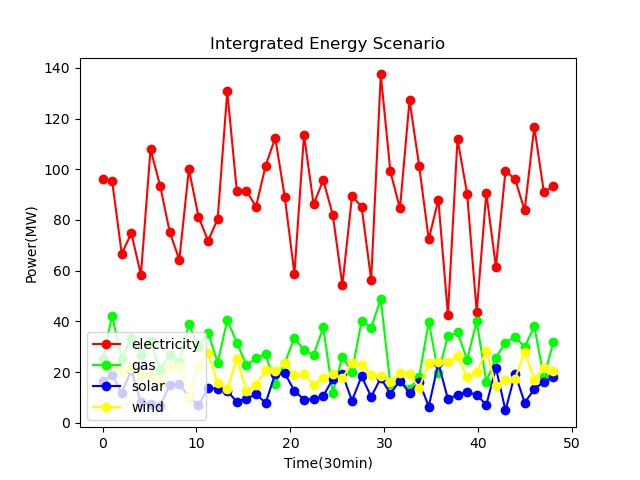 Intergrated Energy Scenario
Power(MW)
140
120
100
80
60
40
20
0
electricity
gas
solar
wind
0
10
20
30
40
50
Time(30min)